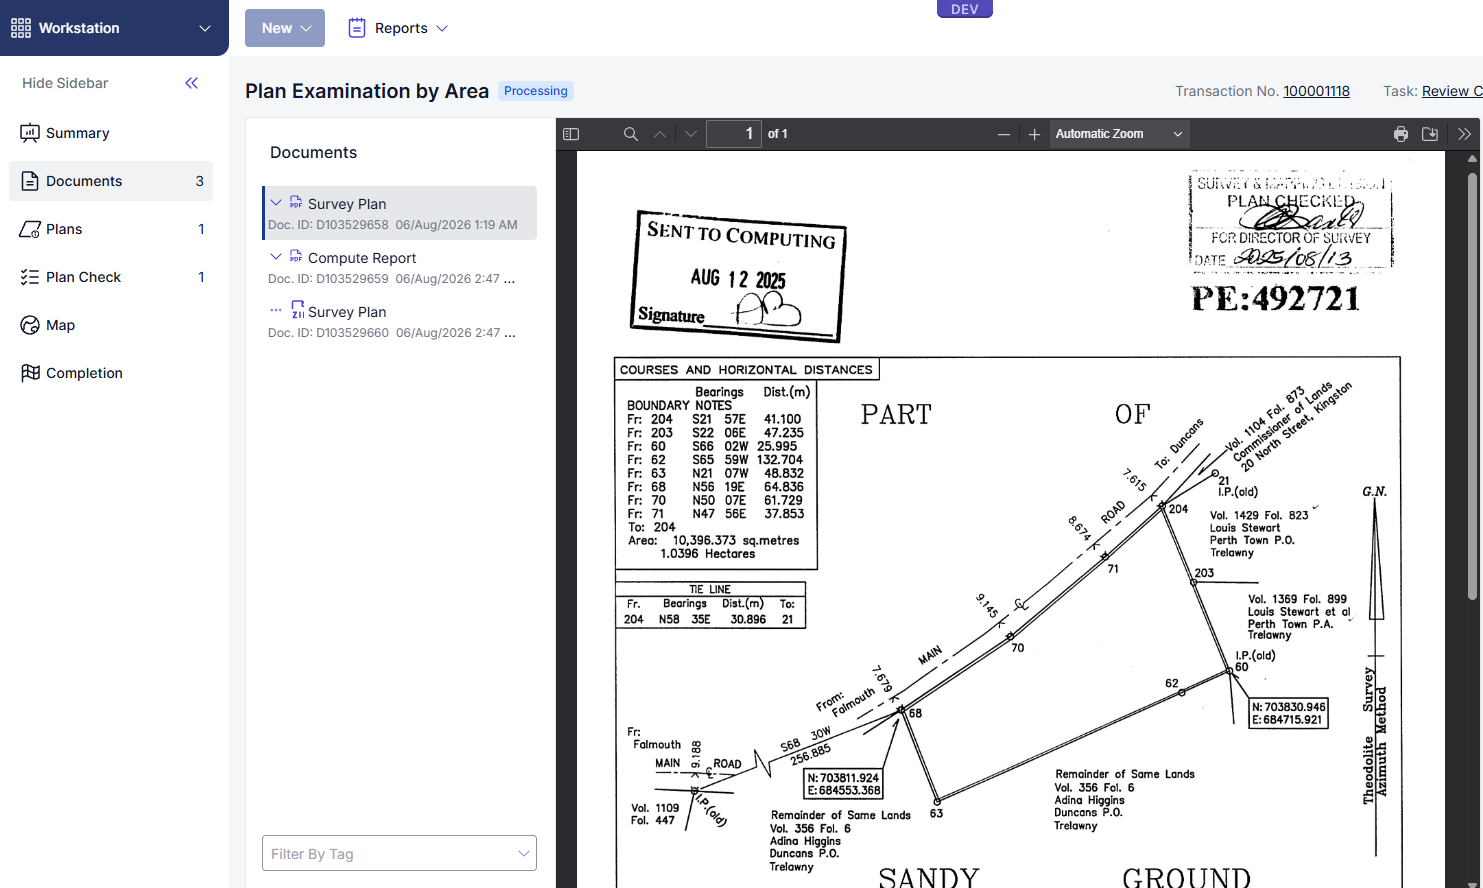 Workstation
New
Reports
DEV
Hide Sidebar
Summary
Documents 3
Plans 1
Plan Check 1
Map
Completion
Plan Examination by Area
Processing
Transaction No. 100001118
Task: Review C
Documents
Survey Plan
Doc. ID: D103529658 06/Aug/2026 1:19 AM
Compute Report
Doc. ID: D103529659 06/Aug/2026 2:47 ...
Survey Plan
Doc. ID: D103529660 06/Aug/2026 2:47 ...
Filter By Tag
1 of 1
Automatic Zoom
SENT TO COMPUTING
AUG 12 2025
Signature AB
SURVEY & MAPPING DIVISION
PLAN CHECKED
FOR DIRECTOR OF SURVEY
DATE 2025/08/13
PE:492721
COURSES AND HORIZONTAL DISTANCES
Bearings Dist.(m)
BOUNDARY NOTES
Fr: 204 S21 57E 41.100
Fr: 203 S22 06E 47.235
Fr: 60 S66 02W 25.995
Fr: 62 S65 59W 132.704
Fr: 63 N21 07W 48.832
Fr: 68 N56 19E 64.836
Fr: 70 N50 07E 61.729
Fr: 71 N47 56E 37.853
To: 204
Area: 10,396.373 sq.metres
1.0396 Hectares
TIE LINE
Fr. Bearings Dist.(m) To:
204 N58 35E 30.896 21
PART OF
To: Duncans
Vol. 1104 Fol. 873
Commissioner of Lands
20 North Street, Kingston
7.615
21
I.P.(old)
204
ROAD
8.674
71
Vol. 1429 Fol. 823
Louis Stewart
Perth Town P.O.
Trelawny
G.N.
203
Vol. 1369 Fol. 899
Louis Stewart et al
Perth Town P.A.
Trelawny
9.145
70
MAIN
I.P.(old)
60
62
7.679
From:
Falmouth
68
N: 703830.946
E: 684715.921
Theodolite Survey
Azimuth Method
Fr:
Falmouth
MAIN 9.188 ROAD
S68 30W
256.885
I.P.(old)
Vol. 1109
Fol. 447
N: 703811.924
E: 684553.368
63
Remainder of Same Lands
Vol. 356 Fol. 6
Adina Higgins
Duncans P.O.
Trelawny
Remainder of Same Lands
Vol. 356 Fol. 6
Adina Higgins
Duncans P.O.
Trelawny
SANDY GROUND